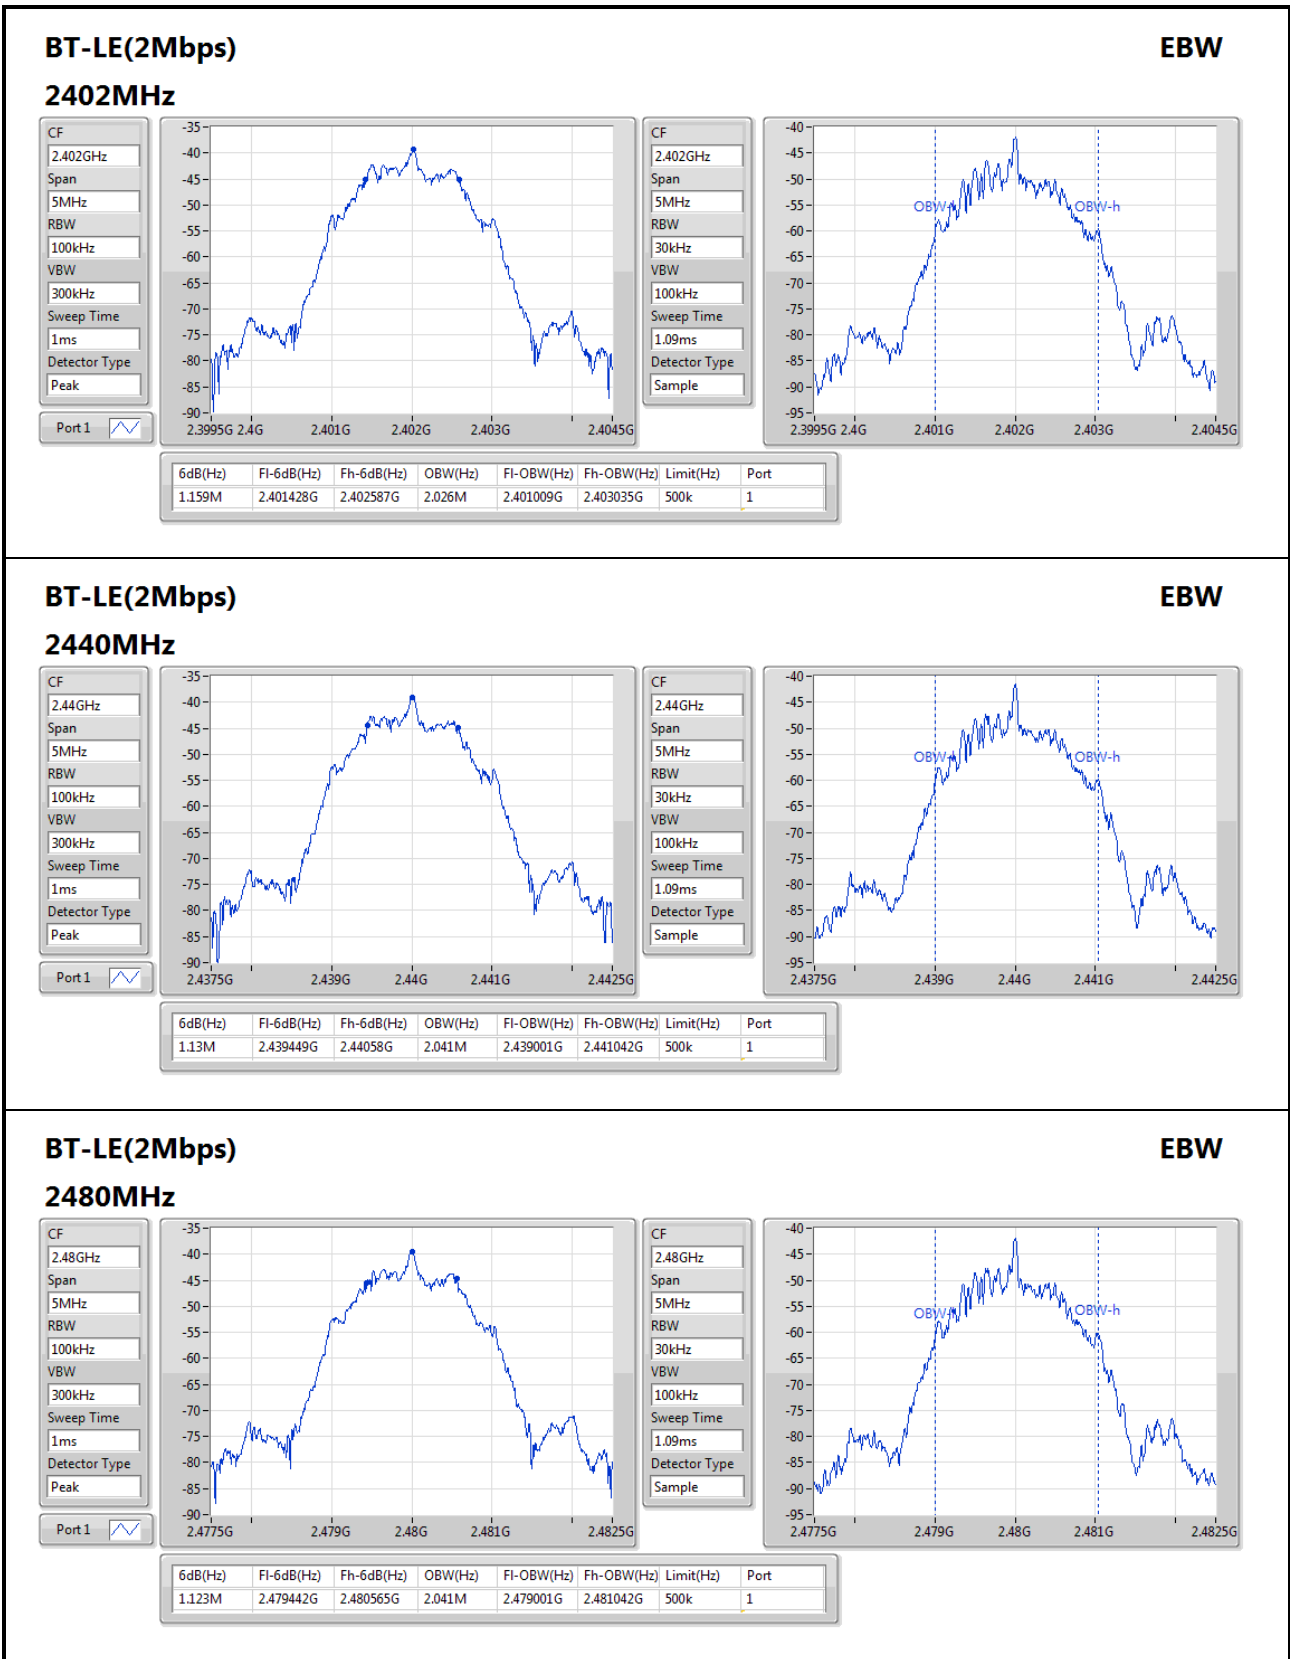 BT-LE(2Mbps) EBW
2402MHz
CF
2.402GHz
Span
5MHz
RBW
100kHz
VBW
300kHz
Sweep Time
1ms
Detector Type
Peak
Port 1
-35
-40
-45
-50
-55
-60
-65
-70
-75
-80
-85
-90
2.3995G 2.4G 2.401G 2.402G 2.403G 2.4045G
CF
2.402GHz
Span
5MHz
RBW
30kHz
VBW
100kHz
Sweep Time
1.09ms
Detector Type
Sample
-40
-45
-50
-55
-60
-65
-70
-75
-80
-85
-90
-95
OBW-l OBW-h
2.3995G 2.4G 2.401G 2.402G 2.403G 2.4045G
6dB(Hz) Fl-6dB(Hz) Fh-6dB(Hz) OBW(Hz) Fl-OBW(Hz) Fh-OBW(Hz) Limit(Hz) Port
1.159M 2.401428G 2.402587G 2.026M 2.401009G 2.403035G 500k 1
BT-LE(2Mbps) EBW
2440MHz
CF
2.44GHz
Span
5MHz
RBW
100kHz
VBW
300kHz
Sweep Time
1ms
Detector Type
Peak
Port 1
-35
-40
-45
-50
-55
-60
-65
-70
-75
-80
-85
-90
2.4375G 2.439G 2.44G 2.441G 2.4425G
CF
2.44GHz
Span
5MHz
RBW
30kHz
VBW
100kHz
Sweep Time
1.09ms
Detector Type
Sample
-40
-45
-50
-55
-60
-65
-70
-75
-80
-85
-90
-95
OBW-l OBW-h
2.4375G 2.439G 2.44G 2.441G 2.4425G
6dB(Hz) Fl-6dB(Hz) Fh-6dB(Hz) OBW(Hz) Fl-OBW(Hz) Fh-OBW(Hz) Limit(Hz) Port
1.13M 2.439449G 2.44058G 2.041M 2.439001G 2.441042G 500k 1
BT-LE(2Mbps) EBW
2480MHz
CF
2.48GHz
Span
5MHz
RBW
100kHz
VBW
300kHz
Sweep Time
1ms
Detector Type
Peak
Port 1
-35
-40
-45
-50
-55
-60
-65
-70
-75
-80
-85
-90
2.4775G 2.479G 2.48G 2.481G 2.4825G
CF
2.48GHz
Span
5MHz
RBW
30kHz
VBW
100kHz
Sweep Time
1.09ms
Detector Type
Sample
-40
-45
-50
-55
-60
-65
-70
-75
-80
-85
-90
-95
OBW-l OBW-h
2.4775G 2.479G 2.48G 2.481G 2.4825G
6dB(Hz) Fl-6dB(Hz) Fh-6dB(Hz) OBW(Hz) Fl-OBW(Hz) Fh-OBW(Hz) Limit(Hz) Port
1.123M 2.479442G 2.480565G 2.041M 2.479001G 2.481042G 500k 1